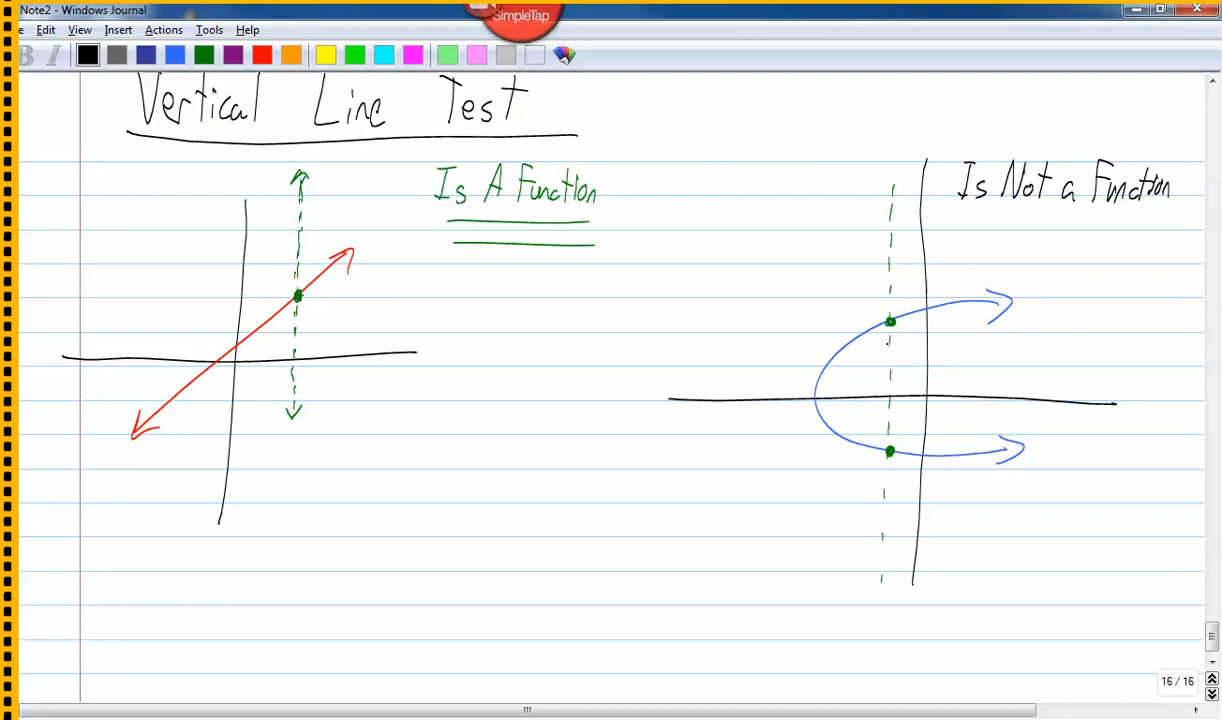 Note2 - Windows Journal
SimpleTap
e Edit View Insert Actions Tools Help
B I
Vertical Line Test
Is A Function
Is Not a Function
16 / 16